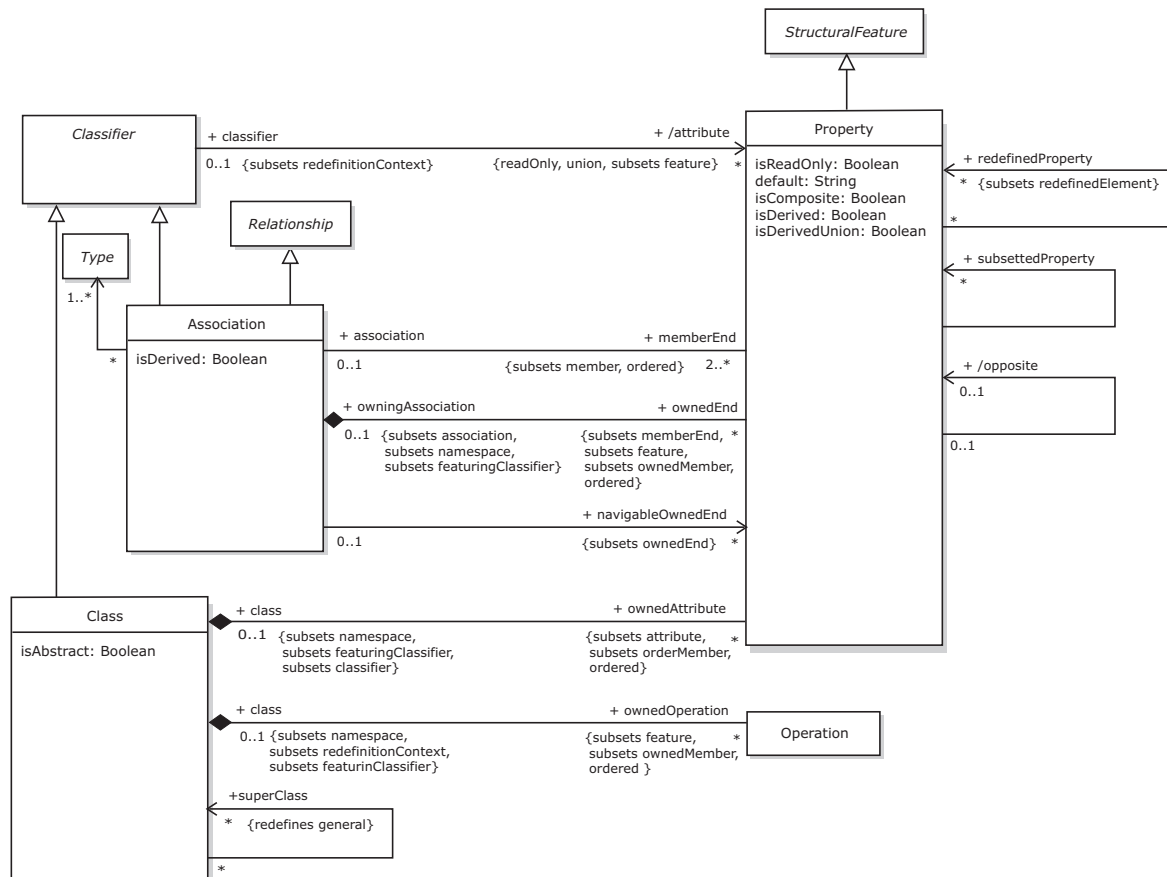 StructuralFeature
Classifier
+ classifier
+ /attribute
0..1 {subsets redefinitionContext}
{readOnly, union, subsets feature} *
Property
isReadOnly: Boolean
default: String
isComposite: Boolean
isDerived: Boolean
isDerivedUnion: Boolean
+ redefinedProperty
* {subsets redefinedElement}
*
+ subsettedProperty
*
+ /opposite
0..1
0..1
Relationship
Type
1..*
*
Association
isDerived: Boolean
+ association
+ memberEnd
0..1
{subsets member, ordered} 2..*
+ owningAssociation
+ ownedEnd
0..1 {subsets association,
subsets namespace,
subsets featuringClassifier}
{subsets memberEnd, *
subsets feature,
subsets ownedMember,
ordered}
+ navigableOwnedEnd
0..1
{subsets ownedEnd} *
Class
isAbstract: Boolean
+ class
+ ownedAttribute
0..1 {subsets namespace,
subsets featuringClassifier,
subsets classifier}
{subsets attribute, *
subsets orderMember,
ordered}
+ class
+ ownedOperation
0..1 {subsets namespace,
subsets redefinitionContext,
subsets featurinClassifier}
{subsets feature, *
subsets ownedMember,
ordered }
Operation
+superClass
* {redefines general}
*